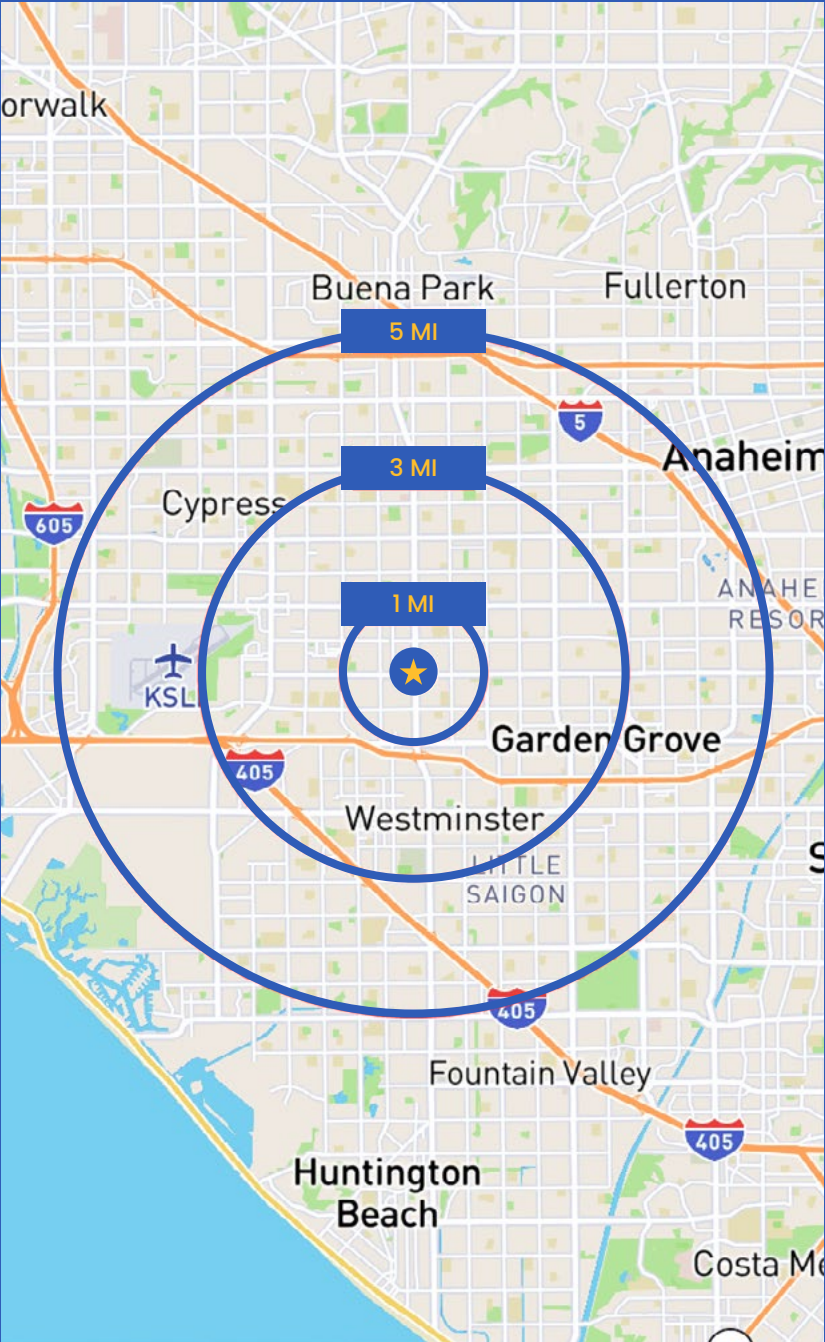 orwalk
Buena Park
Fullerton
5 MI
5
Anaheim
3 MI
Cypress
605
ANAHE
RESOR
1 MI
KSL
Garden Grove
405
Westminster
LITTLE
SAIGON
S
405
Fountain Valley
405
Huntington
Beach
Costa Me